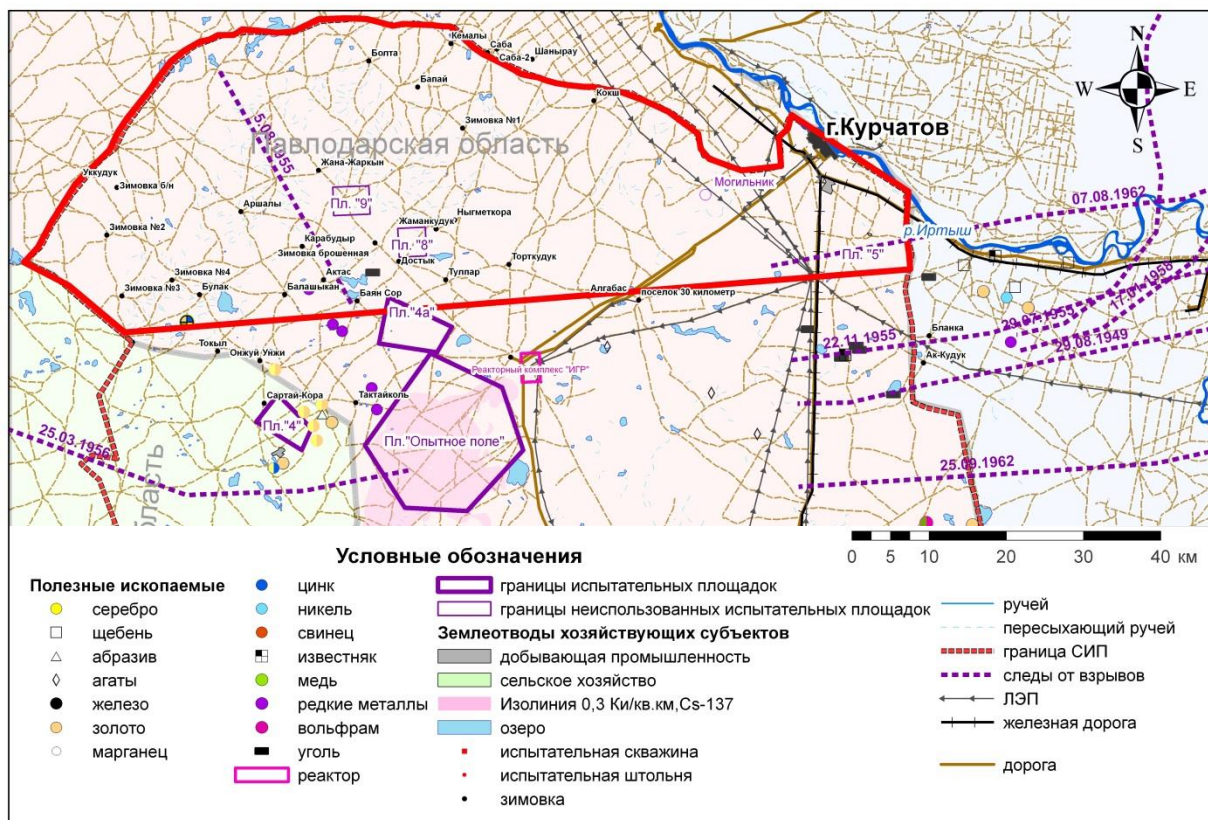 Кемалы
Саба
Саба-2
Шанырау
Болта
Бапай
Кокш
N
W
E
S
г.Курчатов
Зимовка №1
Павлодарская область
5.08.1955
Жана-Жаркын
Уккудук
Зимовка б/н
Аршалы
Пл. "9"
Могильник
07.08.1962
Ныгметкора
Жаманкудук
Зимовка №2
р.Иртыш
Карабудыр
Пл. "8"
Зимовка брошенная
Достык
Торткудук
Пл. "5"
Зимовка №4
Актас
Тулпар
Зимовка №3
Булак
Балашыкан
Баян Сор
Алгабас
поселок 30 километр
17.01.1958
Пл."4а"
29.07.1955
Бланка
22.11.1955
29.08.1949
Токыл
Онжуй Унжи
Ак-Кудук
Реакторный комплекс "ИГР"
Сартай-Кора
Тактайколь
Пл."4"
25.03.1956
Пл."Опытное поле"
25.09.1962
область
Условные обозначения
0 5 10 20 30 40 км
Полезные ископаемые
серебро
щебень
абразив
агаты
железо
золото
марганец
цинк
никель
свинец
известняк
медь
редкие металлы
вольфрам
уголь
реактор
границы испытательных площадок
границы неиспользованных испытательных площадок
Землеотводы хозяйствующих субъектов
добывающая промышленность
сельское хозяйство
Изолиния 0,3 Ки/кв.км,Cs-137
озеро
испытательная скважина
испытательная штольня
зимовка
ручей
пересыхающий ручей
граница СИП
следы от взрывов
ЛЭП
железная дорога
дорога